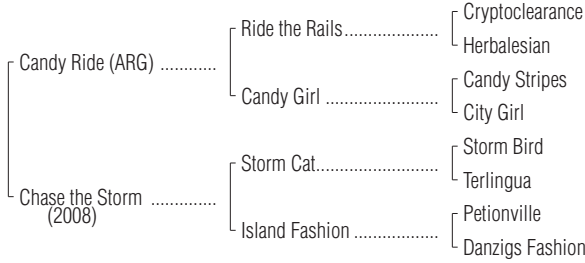 Cryptoclearance
Ride the Rails.....................
Herbalesian
Candy Ride (ARG) ............
Candy Stripes
Candy Girl .........................
City Girl
Storm Bird
Storm Cat...........................
Terlingua
Chase the Storm ..............
(2008)
Petionville
Island Fashion ...................
Danzigs Fashion